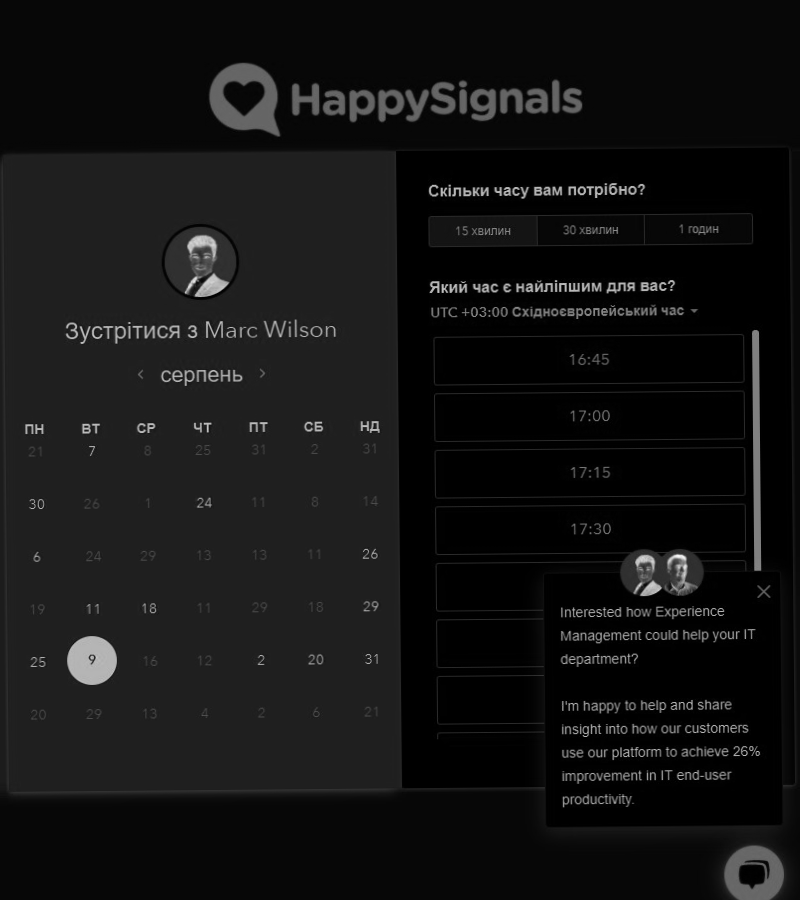 HappySignals
Зустрітися з Marc Wilson
серпень
ПН ВТ СР ЧТ ПТ СБ НД
21 7 8 25 31 2 31
30 26 1 24 11 8 14
6 24 29 13 13 11 26
19 11 18 11 29 18 29
25 9 16 12 2 20 31
20 29 13 4 2 6 21
Скільки часу вам потрібно?
15 хвилин 30 хвилин 1 годин
Який час є найліпшим для вас?
UTC +03:00 Східноєвропейський час
16:45
17:00
17:15
17:30
Interested how Experience
Management could help your IT
department?
I'm happy to help and share
insight into how our customers
use our platform to achieve 26%
improvement in IT end-user
productivity.